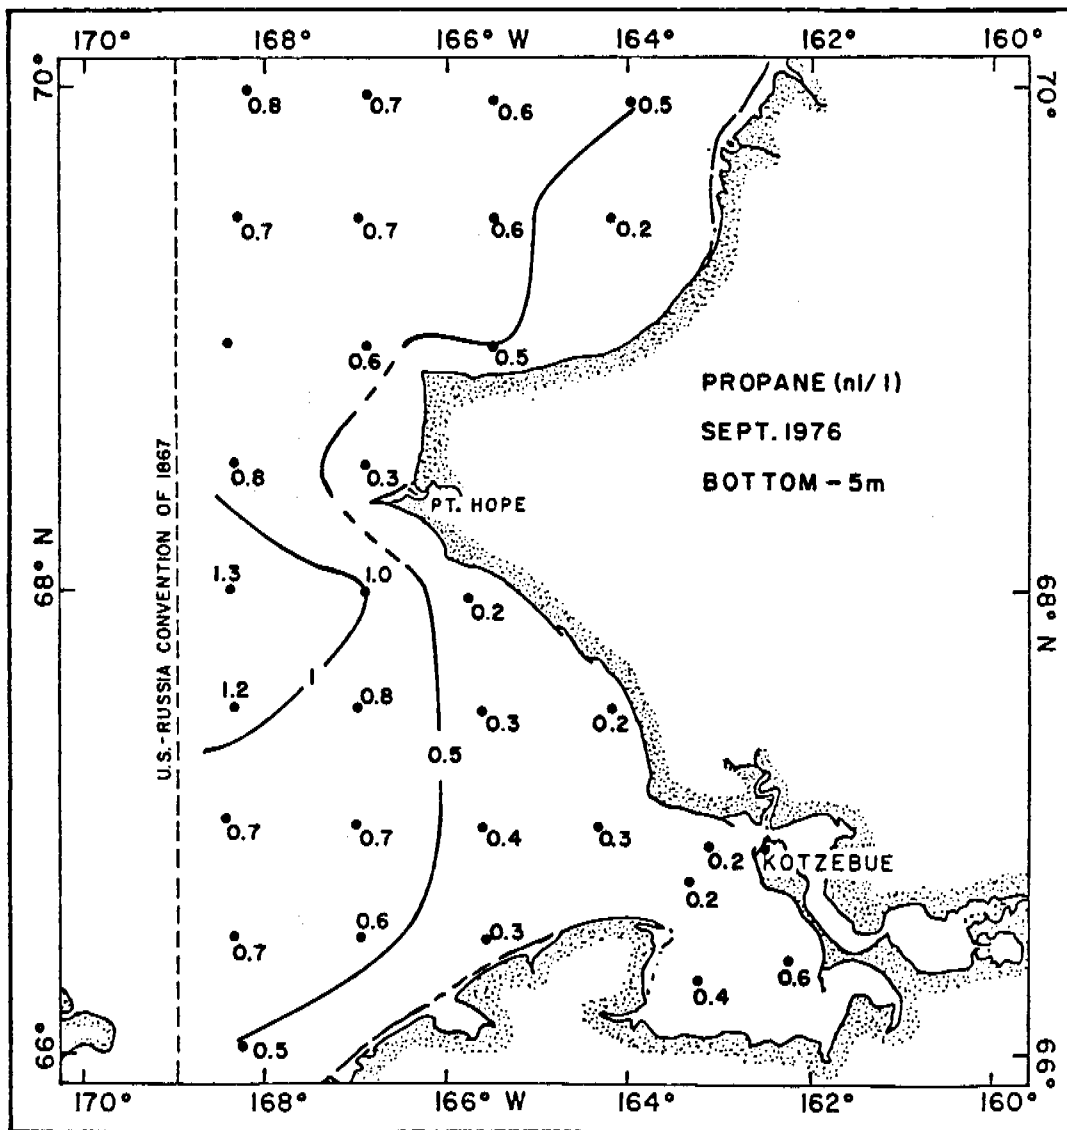 170° 168° 166° W 164° 162° 160°
70° 70°
0.8 0.7 0.6 0.5
0.7 0.7 0.6 0.2
0.6 0.5
PROPANE (nl/l)
SEPT. 1976
BOTTOM - 5m
0.8 0.3
PT. HOPE
U.S.-RUSSIA CONVENTION OF 1867
68° N 68° N
1.3 1.0 0.2
1
1.2 0.8 0.3 0.2
0.5
0.7 0.7 0.4 0.3
0.2 KOTZEBUE
0.2
0.7 0.6 0.3
0.4 0.6
0.5
66° 66°
170° 168° 166° W 164° 162° 160°